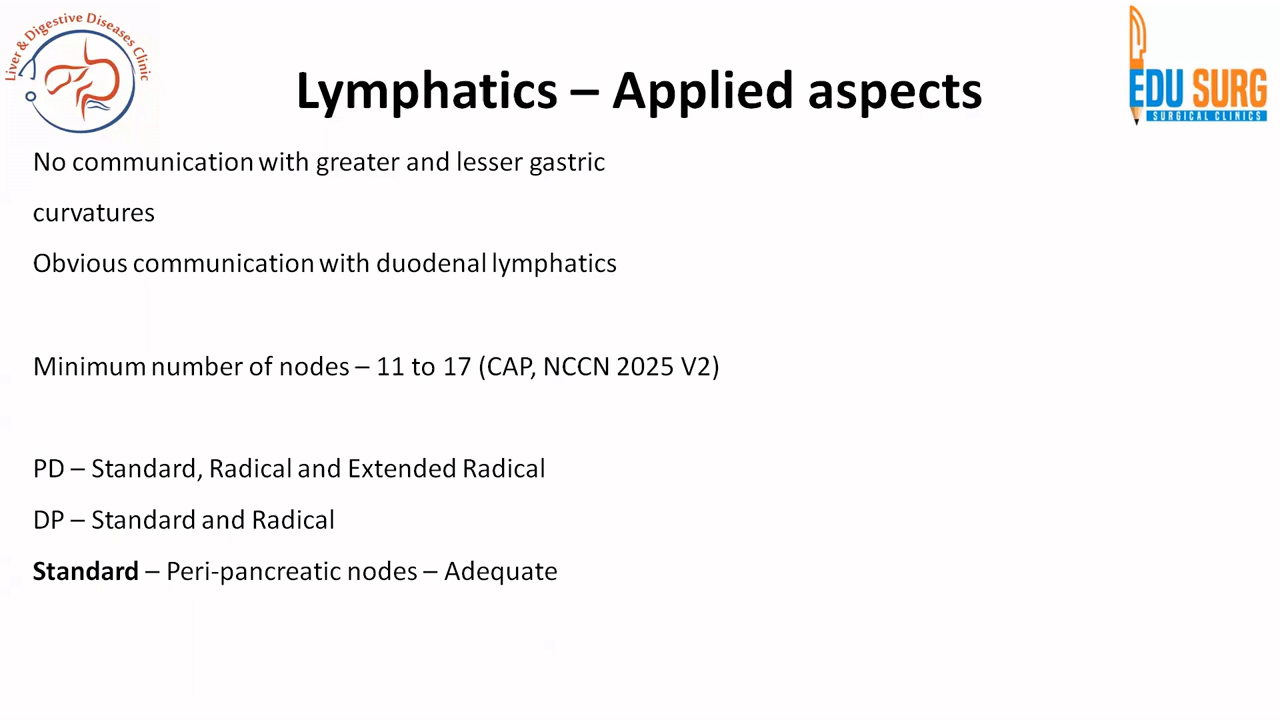 Liver & Digestive Diseases Clinic
EDU SURG
SURGICAL CLINICS
Lymphatics – Applied aspects
No communication with greater and lesser gastric
curvatures
Obvious communication with duodenal lymphatics
Minimum number of nodes – 11 to 17 (CAP, NCCN 2025 V2)
PD – Standard, Radical and Extended Radical
DP – Standard and Radical
Standard – Peri-pancreatic nodes – Adequate